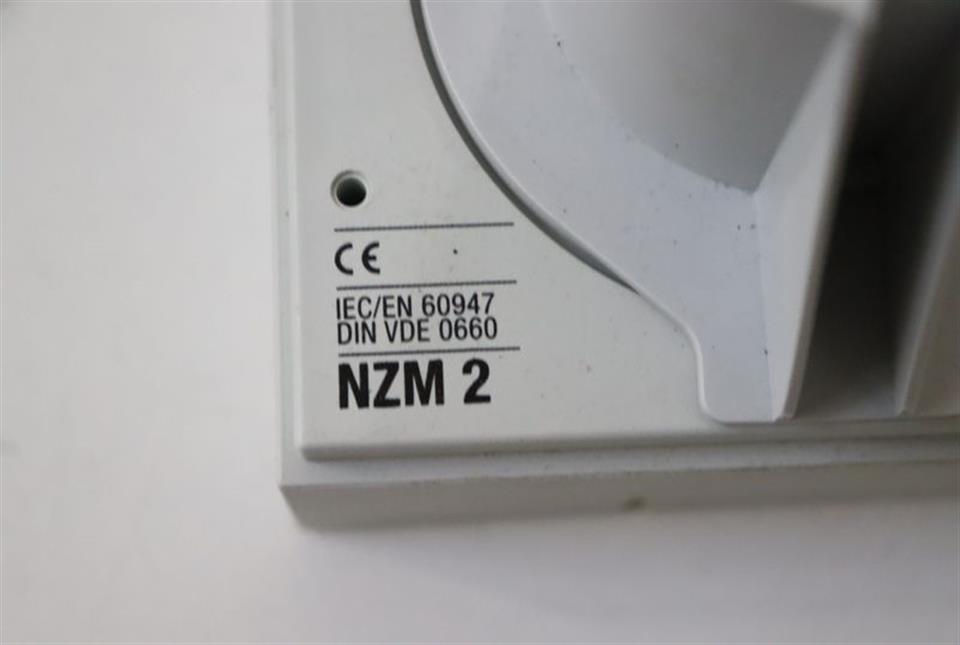 CE
IEC/EN 60947
DIN VDE 0660
NZM 2